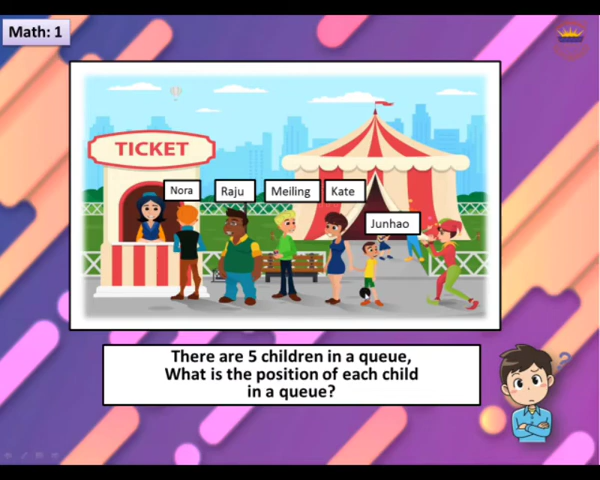 Math: 1
TICKET
Nora
Raju
Meiling
Kate
Junhao
There are 5 children in a queue,
What is the position of each child
in a queue?